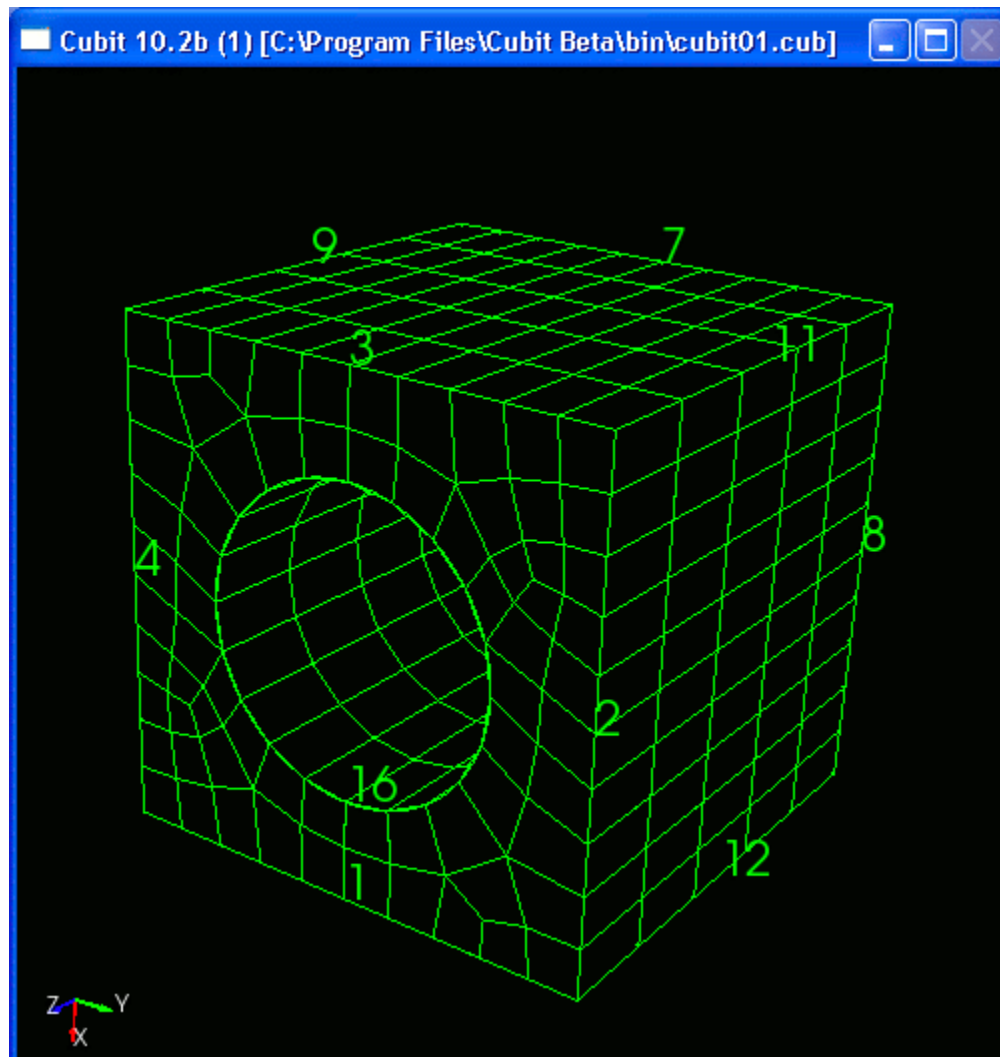 Cubit 10.2b (1) [C:\Program Files\Cubit Beta\bin\cubit01.cub]
9
7
3
11
4
8
2
16
12
1
Z
Y
X